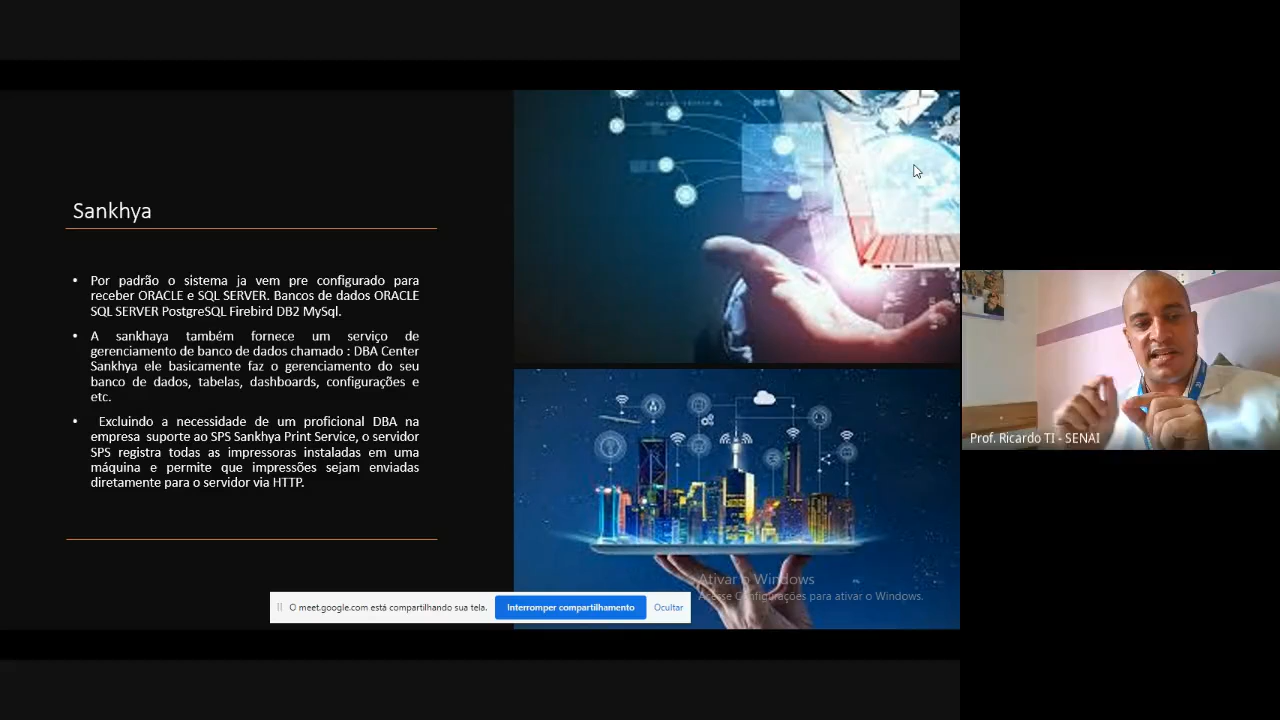 Sankhya
• Por padrão o sistema ja vem pre configurado para
receber ORACLE e SQL SERVER. Bancos de dados ORACLE
SQL SERVER PostgreSQL Firebird DB2 MySql.
• A sankhaya também fornece um serviço de
gerenciamento de banco de dados chamado : DBA Center
Sankhya ele basicamente faz o gerenciamento do seu
banco de dados, tabelas, dashboards, configurações e
etc.
• Excluindo a necessidade de um proficional DBA na
empresa suporte ao SPS Sankhya Print Service, o servidor
SPS registra todas as impressoras instaladas em uma
máquina e permite que impressões sejam enviadas
diretamente para o servidor via HTTP.
Prof. Ricardo TI - SENAI
Ativar o Windows
Acesse Configurações para ativar o Windows.
O meet.google.com está compartilhando sua tela.
Interromper compartilhamento
Ocultar